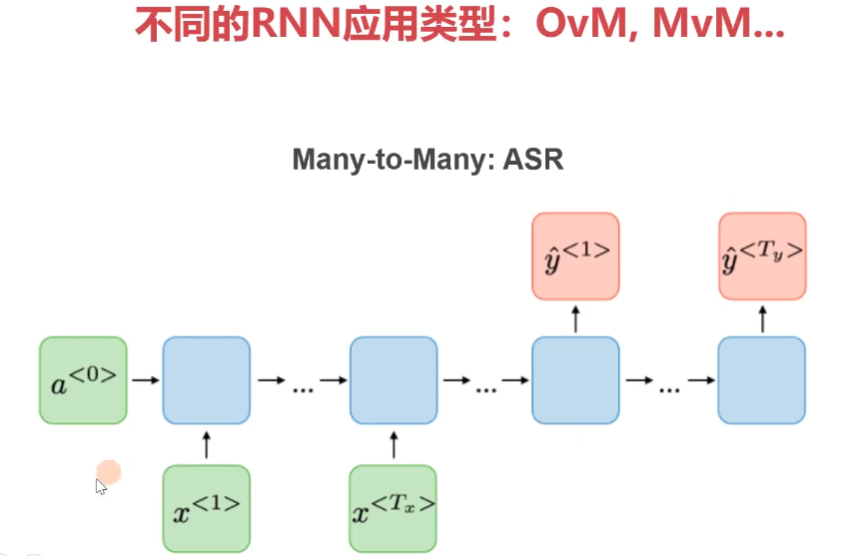 不同的RNN应用类型：OvM, MvM...
Many-to-Many: ASR
ŷ<1> ŷ<Ty>
a<0> ... ... ...
x<1> x<Tx>